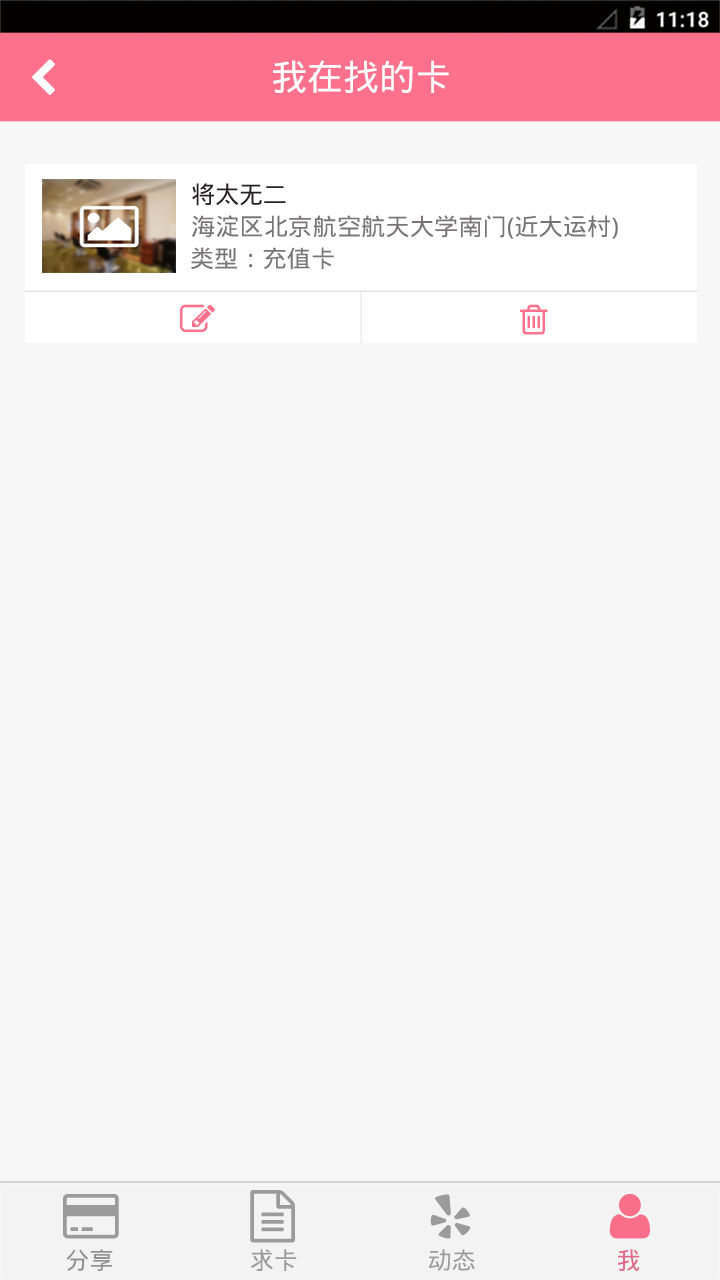 11:18
我在找的卡
将太无二
海淀区北京航空航天大学南门(近大运村)
类型：充值卡
分享
求卡
动态
我